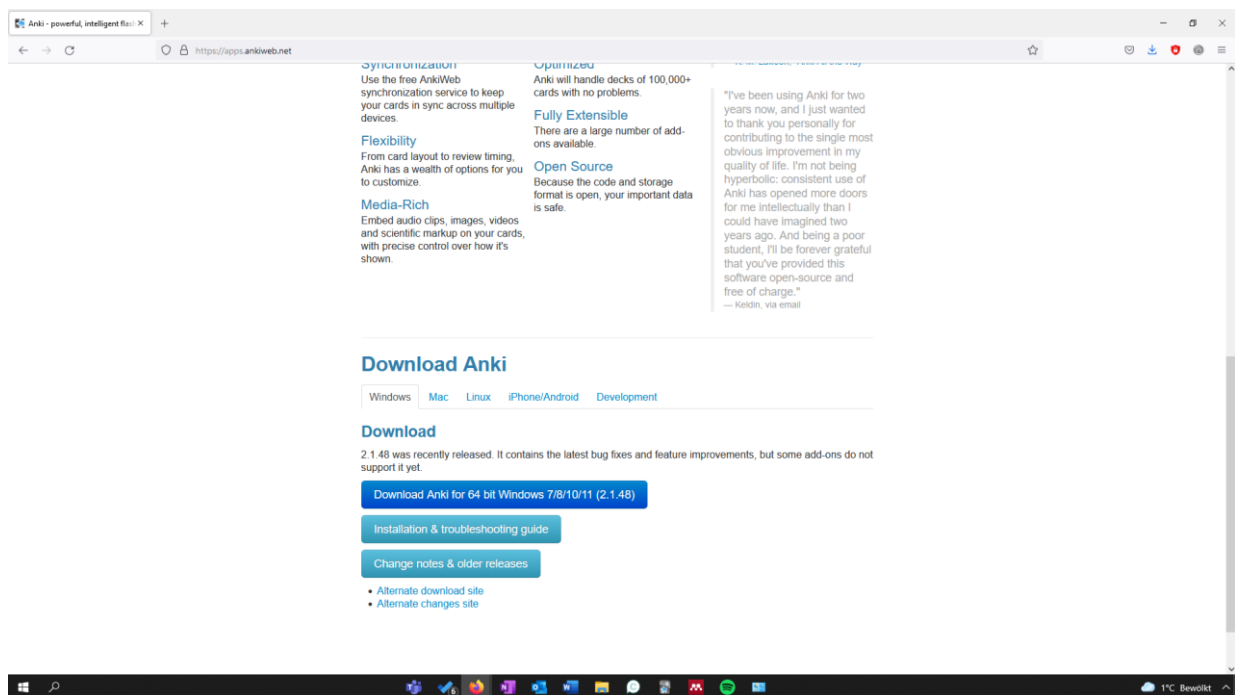 Anki - powerful, intelligent flas
https://apps.ankiweb.net
Synchronization
Use the free AnkiWeb
synchronization service to keep
your cards in sync across multiple
devices.
Flexibility
From card layout to review timing,
Anki has a wealth of options for you
to customize.
Media-Rich
Embed audio clips, images, videos
and scientific markup on your cards,
with precise control over how it's
shown.
Optimized
Anki will handle decks of 100,000+
cards with no problems.
Fully Extensible
There are a large number of add-
ons available.
Open Source
Because the code and storage
format is open, your important data
is safe.
"I've been using Anki for two
years now, and I just wanted
to thank you personally for
contributing to the single most
obvious improvement in my
quality of life. I'm not being
hyperbolic: consistent use of
Anki has opened more doors
for me intellectually than I
could have imagined two
years ago. And being a poor
student, I'll be forever grateful
that you've provided this
software open-source and
free of charge."
— Keldin, via email
Download Anki
Windows Mac Linux iPhone/Android Development
Download
2.1.48 was recently released. It contains the latest bug fixes and feature improvements, but some add-ons do not
support it yet.
Download Anki for 64 bit Windows 7/8/10/11 (2.1.48)
Installation & troubleshooting guide
Change notes & older releases
• Alternate download site
• Alternate changes site
1°C Bewölkt